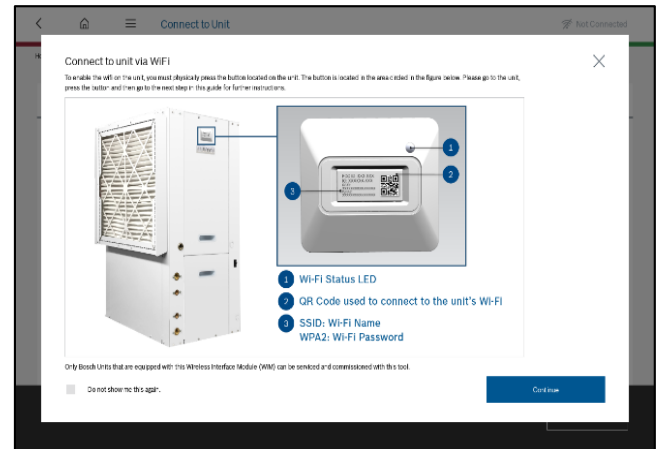 Connect to Unit
Not Connected
Connect to unit via WiFi
To enable the wifi on the unit, you must physically press the button located on the unit. The button is located in the area circled in the figure below. Please go to the unit,
press the button and then go to the next step in this guide for further instructions.
1
2
3
1 Wi-Fi Status LED
2 QR Code used to connect to the unit's Wi-Fi
3 SSID: Wi-Fi Name
WPA2: Wi-Fi Password
Only Bosch Units that are equipped with this Wireless Interface Module (WIM) can be serviced and commissioned with this tool.
Do not show me this again.
Continue